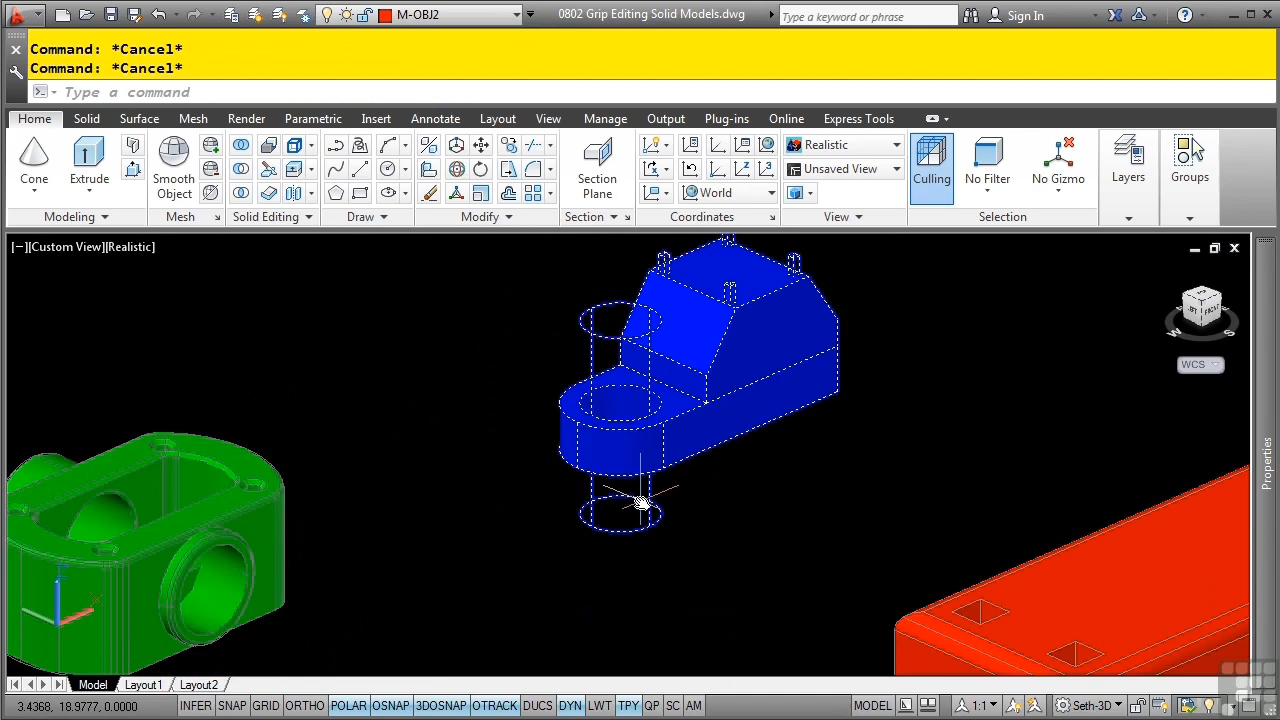 M-OBJ2
0802 Grip Editing Solid Models.dwg
Type a keyword or phrase
Sign In
Command: *Cancel*
Command: *Cancel*
Type a command
Home Solid Surface Mesh Render Parametric Insert Annotate Layout View Manage Output Plug-ins Online Express Tools
Cone
Extrude
Smooth Object
Section Plane
World
Realistic
Unsaved View
Culling
No Filter
No Gizmo
Layers
Groups
Modeling Mesh Solid Editing Draw Modify Section Coordinates View Selection
[−][Custom View][Realistic]
FRONT
W
S
WCS
Properties
Model Layout1 Layout2
3.4368, 18.9777, 0.0000 INFER SNAP GRID ORTHO POLAR OSNAP 3DOSNAP OTRACK DUCS DYN LWT TPY QP SC AM MODEL 1:1 Seth-3D